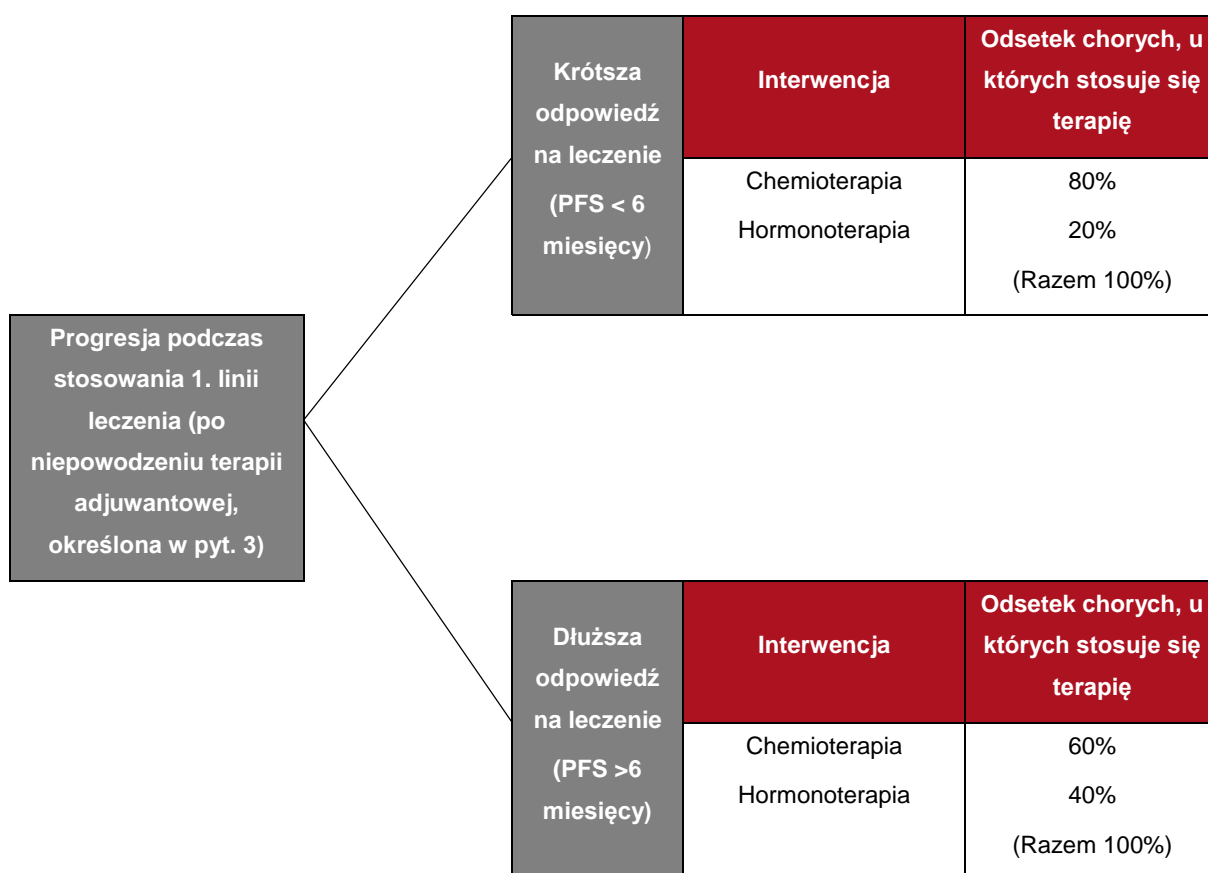 Progresja podczas
stosowania 1. linii
leczenia (po
niepowodzeniu terapii
adjuwantowej,
określona w pyt. 3)
Krótsza
odpowiedź
na leczenie
(PFS < 6
miesięcy)
Interwencja
Odsetek chorych, u
których stosuje się
terapię
Chemioterapia
80%
Hormonoterapia
20%
(Razem 100%)
Dłuższa
odpowiedź
na leczenie
(PFS >6
miesięcy)
Interwencja
Odsetek chorych, u
których stosuje się
terapię
Chemioterapia
60%
Hormonoterapia
40%
(Razem 100%)